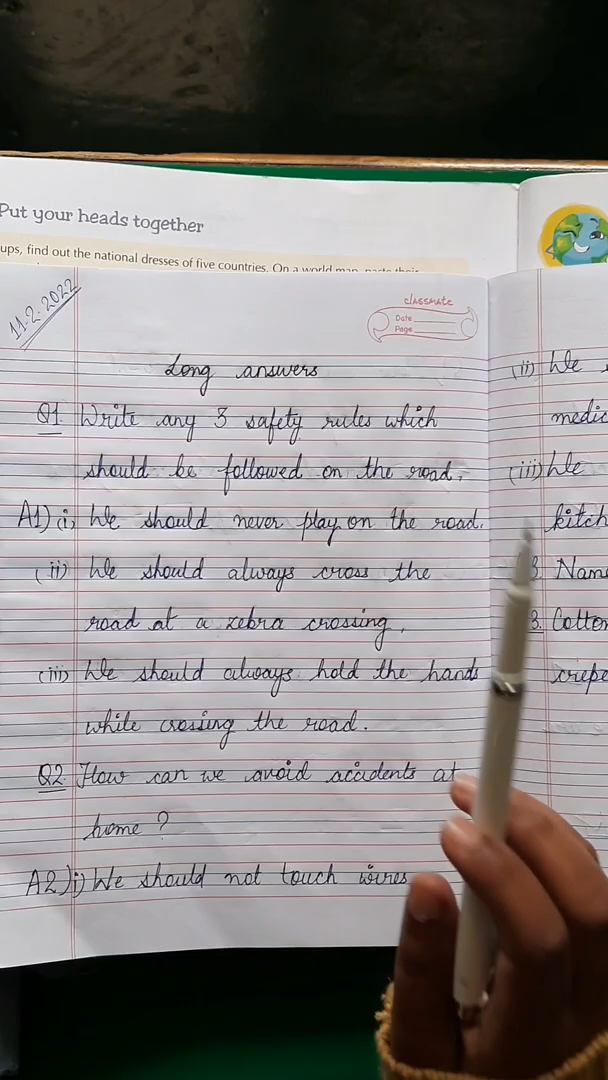 Put your heads together
ups, find out the national dresses of five countries. On a world map, paste their
11-2-2022
classmate
Date
Page
Long answers
Q1 Write any 3 safety rules which
should be followed on the road.
A1) (i) We should never play on the road.
(ii) We should always cross the
road at a zebra crossing.
(iii) We should always hold the hands
while crossing the road.
Q2 How can we avoid acidents at
home ?
A2) i) We should not touch wires
(ii) We
medic
(iii) We
kitch
3. Name
3. Cotton
crepe